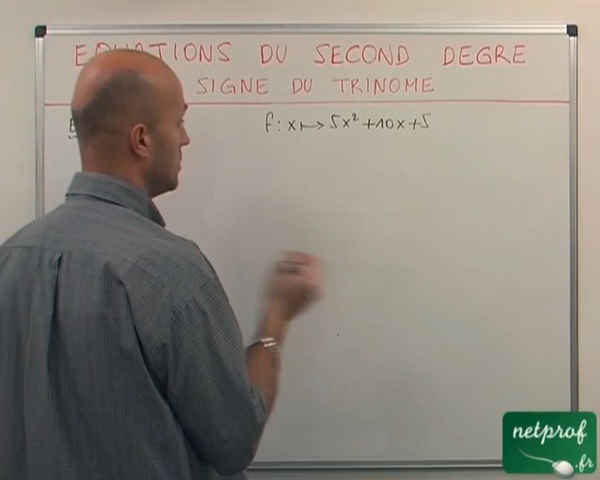 EQUATIONS DU SECOND DEGRE
SIGNE DU TRINOME
f : x ↦ 5x² + 10x + 5
netprof
.fr